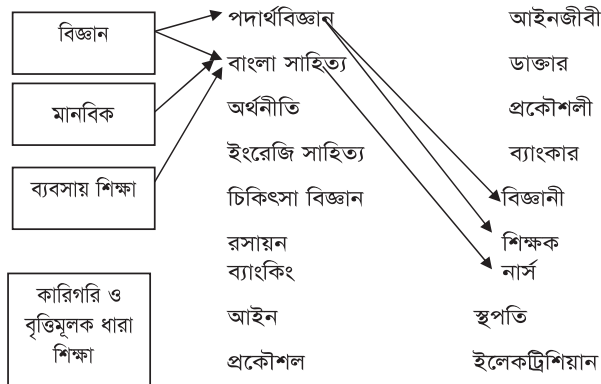 বিজ্ঞান
মানবিক
ব্যবসায় শিক্ষা
কারিগরি ও
বৃত্তিমূলক ধারা
শিক্ষা
পদার্থবিজ্ঞান
বাংলা সাহিত্য
অর্থনীতি
ইংরেজি সাহিত্য
চিকিৎসা বিজ্ঞান
রসায়ন
ব্যাংকিং
আইন
প্রকৌশল
আইনজীবী
ডাক্তার
প্রকৌশলী
ব্যাংকার
বিজ্ঞানী
শিক্ষক
নার্স
স্থপতি
ইলেকট্রিশিয়ান